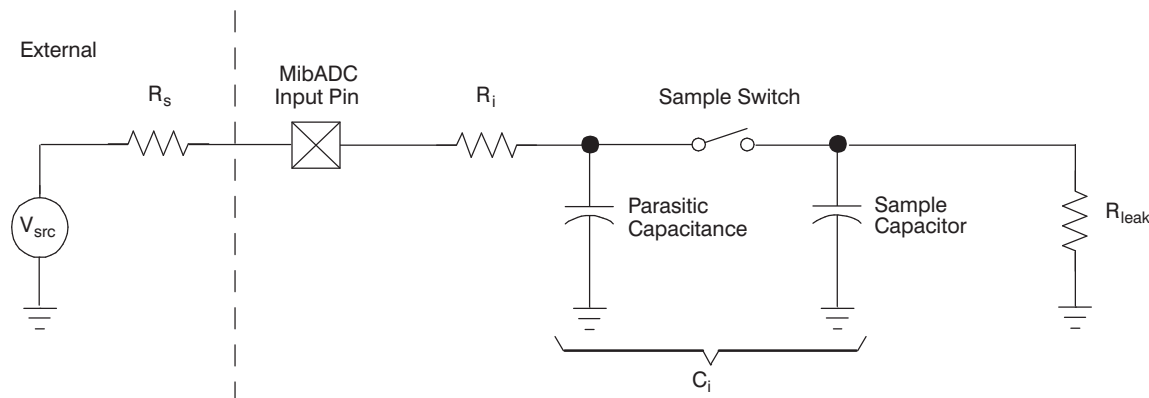 External
MibADC
Input Pin
Rs
Ri
Sample Switch
Vsrc
Parasitic
Capacitance
Sample
Capacitor
Rleak
Ci